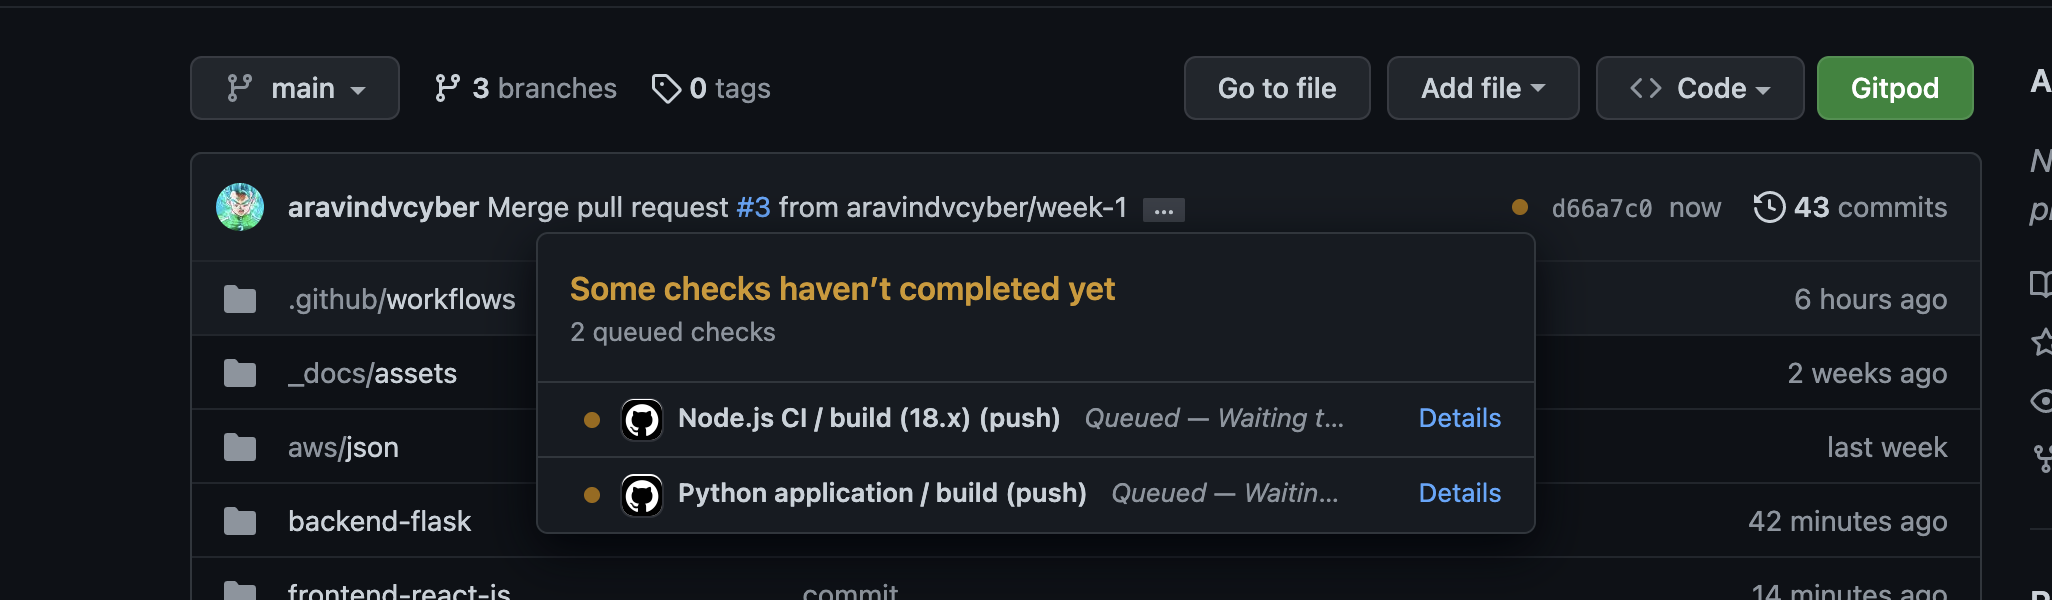 main
3 branches
0 tags
Go to file
Add file
Code
Gitpod
aravindvcyber Merge pull request #3 from aravindvcyber/week-1 ...
d66a7c0 now
43 commits
Some checks haven’t completed yet
2 queued checks
Node.js CI / build (18.x) (push) Queued — Waiting t... Details
Python application / build (push) Queued — Waitin... Details
.github/workflows
6 hours ago
_docs/assets
2 weeks ago
aws/json
last week
backend-flask
42 minutes ago
frontend-react-js
commit
14 minutes ago